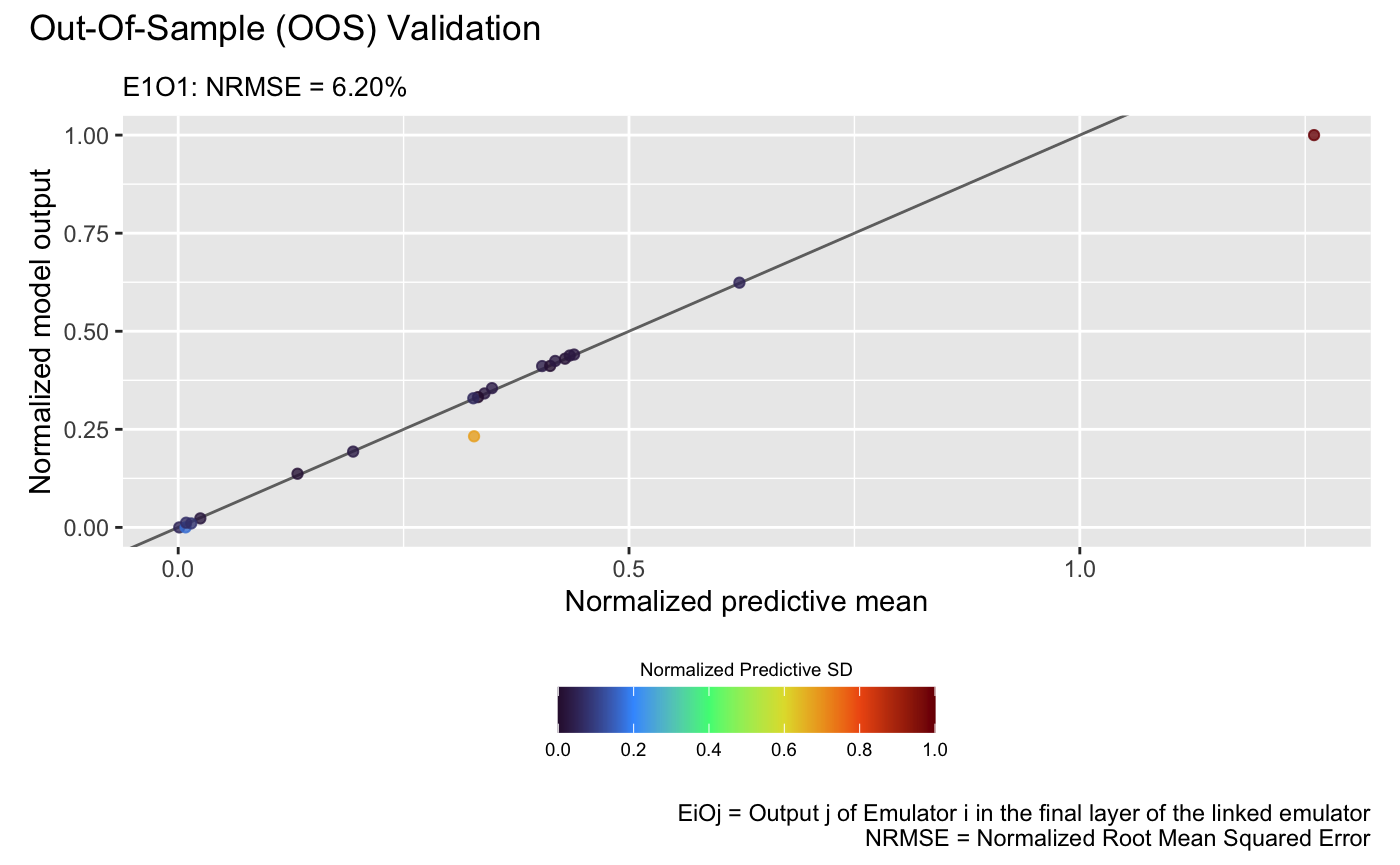 Out-Of-Sample (OOS) Validation
E1O1: NRMSE = 6.20%
Normalized model output
1.00
0.75
0.50
0.25
0.00
0.0 0.5 1.0
Normalized predictive mean
Normalized Predictive SD
0.0 0.2 0.4 0.6 0.8 1.0
EiOj = Output j of Emulator i in the final layer of the linked emulator
NRMSE = Normalized Root Mean Squared Error